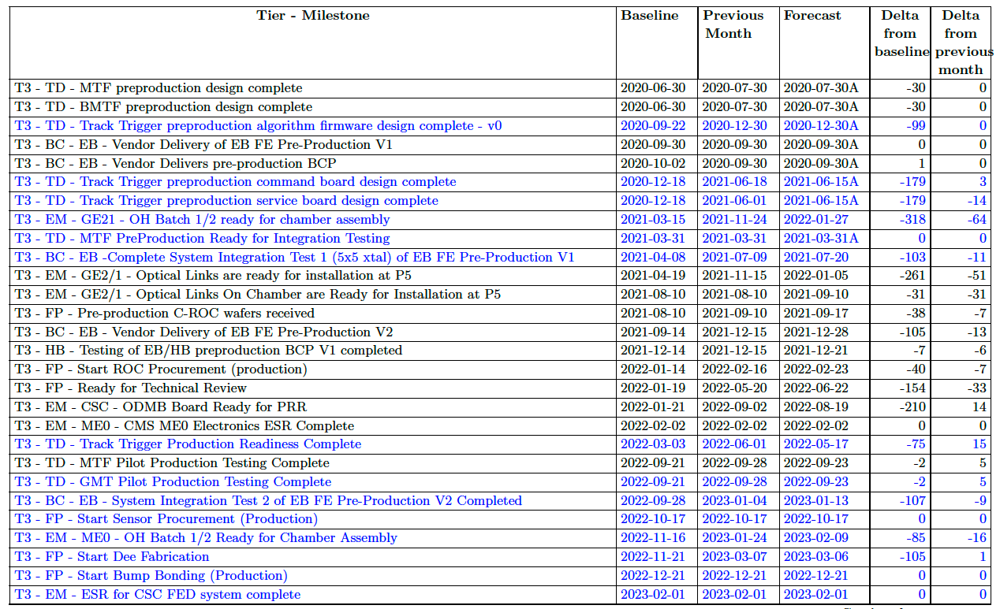 Tier - Milestone Baseline Previous Month Forecast Delta from baseline Delta from previous month
T3 - TD - MTF preproduction design complete 2020-06-30 2020-07-30 2020-07-30A -30 0
T3 - TD - BMTF preproduction design complete 2020-06-30 2020-07-30 2020-07-30A -30 0
T3 - TD - Track Trigger preproduction algorithm firmware design complete - v0 2020-09-22 2020-12-30 2020-12-30A -99 0
T3 - BC - EB - Vendor Delivery of EB FE Pre-Production V1 2020-09-30 2020-09-30 2020-09-30A 0 0
T3 - BC - EB - Vendor Delivers pre-production BCP 2020-10-02 2020-09-30 2020-09-30A 1 0
T3 - TD - Track Trigger preproduction command board design complete 2020-12-18 2021-06-18 2021-06-15A -179 3
T3 - TD - Track Trigger preproduction service board design complete 2020-12-18 2021-06-01 2021-06-15A -179 -14
T3 - EM - GE21 - OH Batch 1/2 ready for chamber assembly 2021-03-15 2021-11-24 2022-01-27 -318 -64
T3 - TD - MTF PreProduction Ready for Integration Testing 2021-03-31 2021-03-31 2021-03-31A 0 0
T3 - BC - EB -Complete System Integration Test 1 (5x5 xtal) of EB FE Pre-Production V1 2021-04-08 2021-07-09 2021-07-20 -103 -11
T3 - EM - GE2/1 - Optical Links are ready for installation at P5 2021-04-19 2021-11-15 2022-01-05 -261 -51
T3 - EM - GE2/1 - Optical Links On Chamber are Ready for Installation at P5 2021-08-10 2021-08-10 2021-09-10 -31 -31
T3 - FP - Pre-production C-ROC wafers received 2021-08-10 2021-09-10 2021-09-17 -38 -7
T3 - BC - EB - Vendor Delivery of EB FE Pre-Production V2 2021-09-14 2021-12-15 2021-12-28 -105 -13
T3 - HB - Testing of EB/HB preproduction BCP V1 completed 2021-12-14 2021-12-15 2021-12-21 -7 -6
T3 - FP - Start ROC Procurement (production) 2022-01-14 2022-02-16 2022-02-23 -40 -7
T3 - FP - Ready for Technical Review 2022-01-19 2022-05-20 2022-06-22 -154 -33
T3 - EM - CSC - ODMB Board Ready for PRR 2022-01-21 2022-09-02 2022-08-19 -210 14
T3 - EM - ME0 - CMS ME0 Electronics ESR Complete 2022-02-02 2022-02-02 2022-02-02 0 0
T3 - TD - Track Trigger Production Readiness Complete 2022-03-03 2022-06-01 2022-05-17 -75 15
T3 - TD - MTF Pilot Production Testing Complete 2022-09-21 2022-09-28 2022-09-23 -2 5
T3 - TD - GMT Pilot Production Testing Complete 2022-09-21 2022-09-28 2022-09-23 -2 5
T3 - BC - EB - System Integration Test 2 of EB FE Pre-Production V2 Completed 2022-09-28 2023-01-04 2023-01-13 -107 -9
T3 - FP - Start Sensor Procurement (Production) 2022-10-17 2022-10-17 2022-10-17 0 0
T3 - EM - ME0 - OH Batch 1/2 Ready for Chamber Assembly 2022-11-16 2023-01-24 2023-02-09 -85 -16
T3 - FP - Start Dee Fabrication 2022-11-21 2023-03-07 2023-03-06 -105 1
T3 - FP - Start Bump Bonding (Production) 2022-12-21 2022-12-21 2022-12-21 0 0
T3 - EM - ESR for CSC FED system complete 2023-02-01 2023-02-01 2023-02-01 0 0